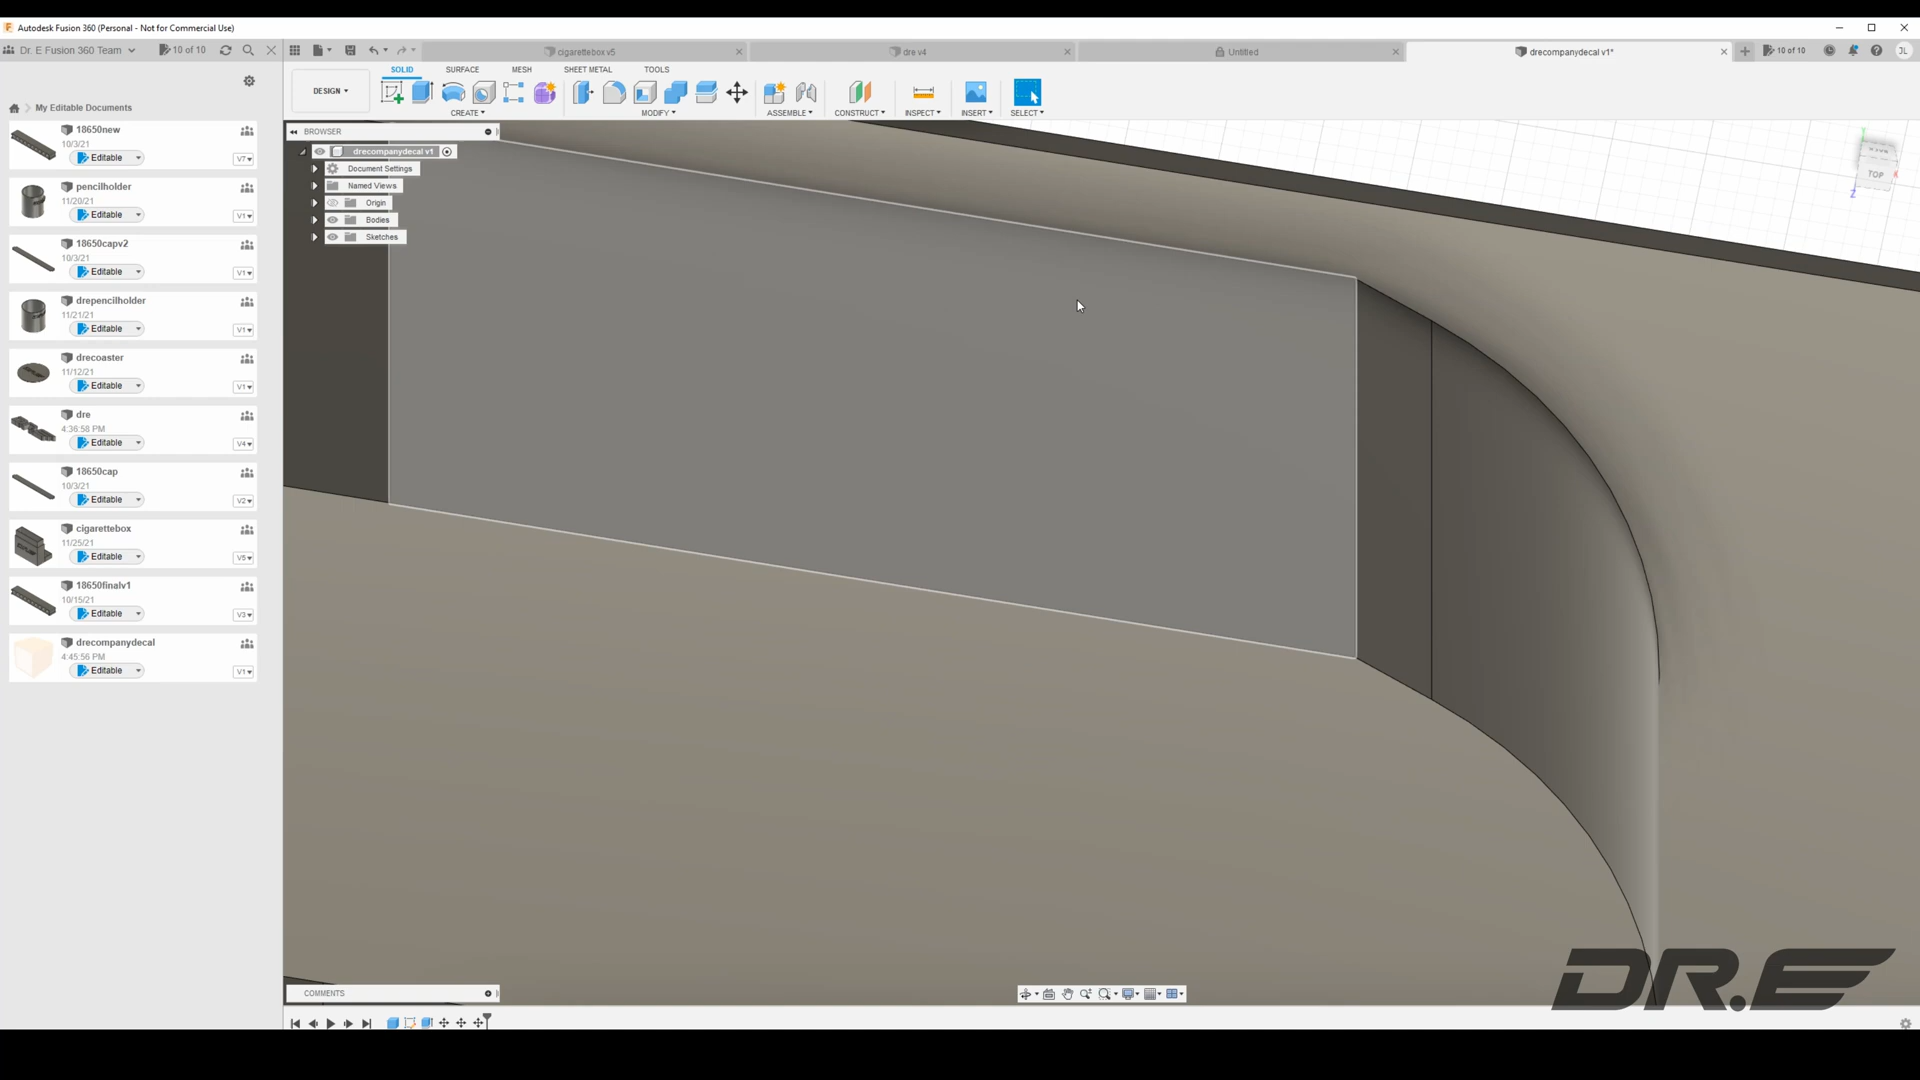 Autodesk Fusion 360 (Personal - Not for Commercial Use)
Dr. E Fusion 360 Team 10 of 10
cigarettebox v5 dre v4 Untitled drecompanydecal v1* 10 of 10 JL
SOLID SURFACE MESH SHEET METAL TOOLS
DESIGN
CREATE MODIFY ASSEMBLE CONSTRUCT INSPECT INSERT SELECT
My Editable Documents
BROWSER
drecompanydecal v1
Document Settings
Named Views
Origin
Bodies
Sketches
18650new
10/3/21
Editable V7
pencilholder
11/20/21
Editable V1
18650capv2
10/3/21
Editable V1
drepencilholder
11/21/21
Editable V1
drecoaster
11/12/21
Editable V1
dre
4:36:58 PM
Editable V4
18650cap
10/3/21
Editable V2
cigarettebox
11/25/21
Editable V5
18650finalv1
10/15/21
Editable V3
drecompanydecal
4:45:56 PM
Editable V1
TOP
Z
COMMENTS
DR.E